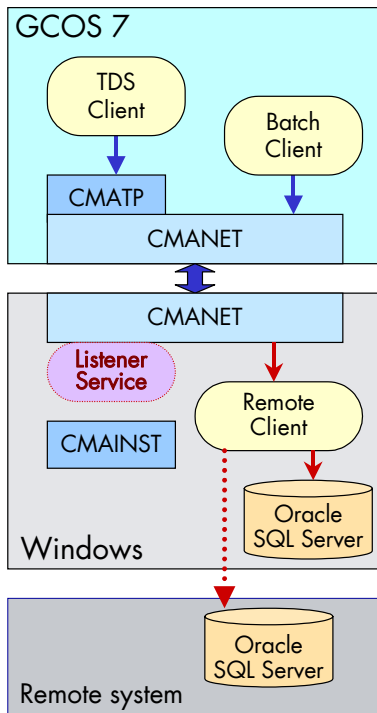 GCOS 7
TDS
Client
Batch
Client
CMATP
CMANET
CMANET
Listener
Service
Remote
Client
CMAINST
Oracle
SQL Server
Windows
Oracle
SQL Server
Remote system